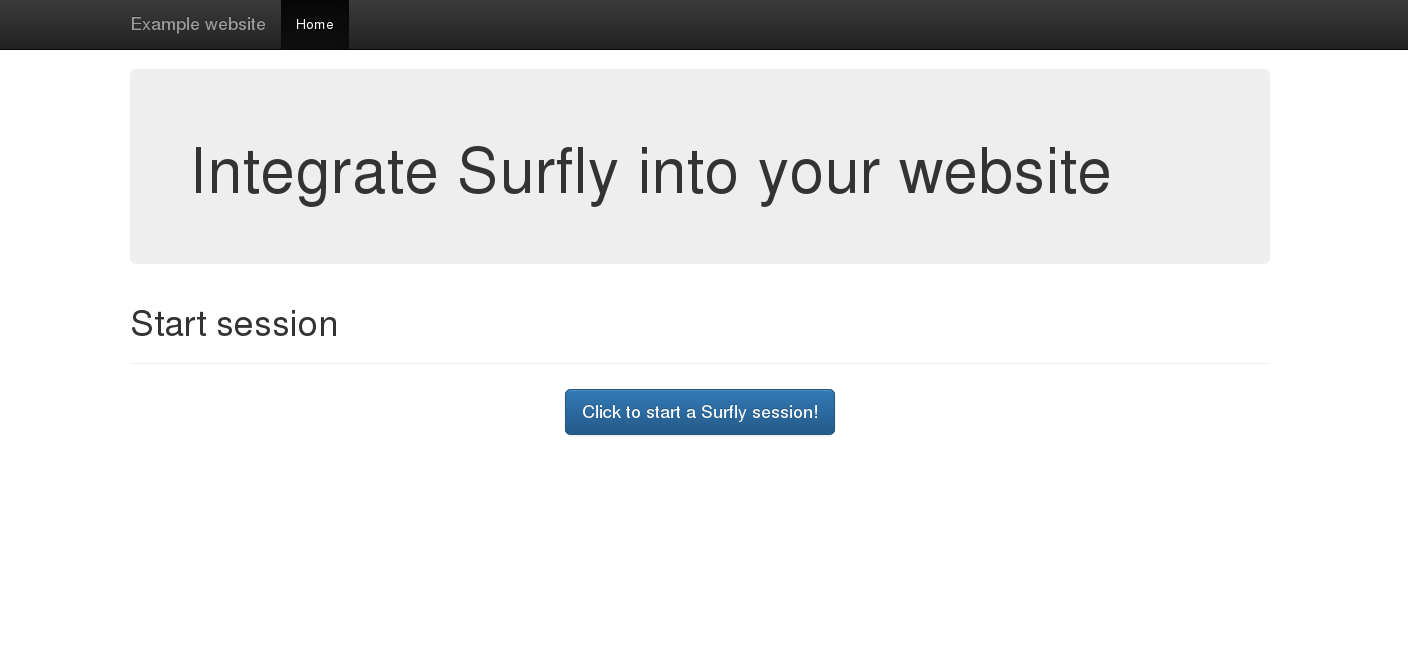 Example website Home
Integrate Surfly into your website
Start session
Click to start a Surfly session!